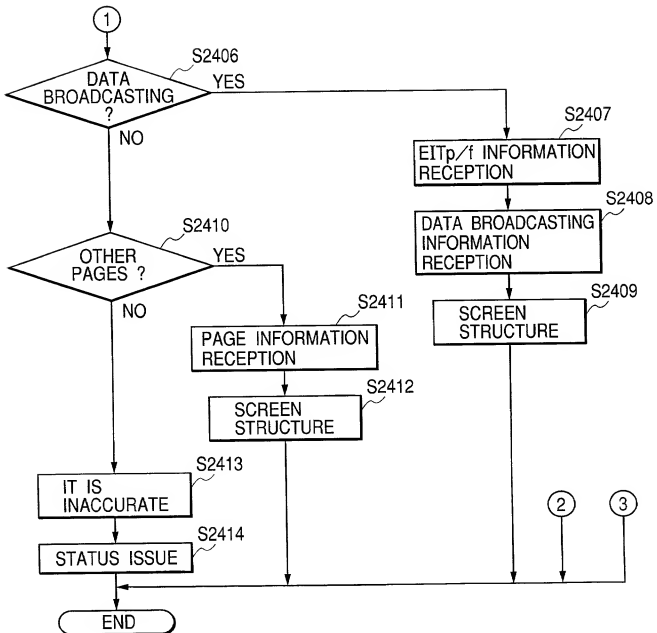 1
S2406
DATA
BROADCASTING
?
YES
NO
S2407
EITp/f INFORMATION
RECEPTION
S2408
DATA BROADCASTING
INFORMATION
RECEPTION
S2409
SCREEN
STRUCTURE
S2410
OTHER
PAGES ?
YES
NO
S2411
PAGE INFORMATION
RECEPTION
S2412
SCREEN
STRUCTURE
S2413
IT IS
INACCURATE
S2414
STATUS ISSUE
2
3
END